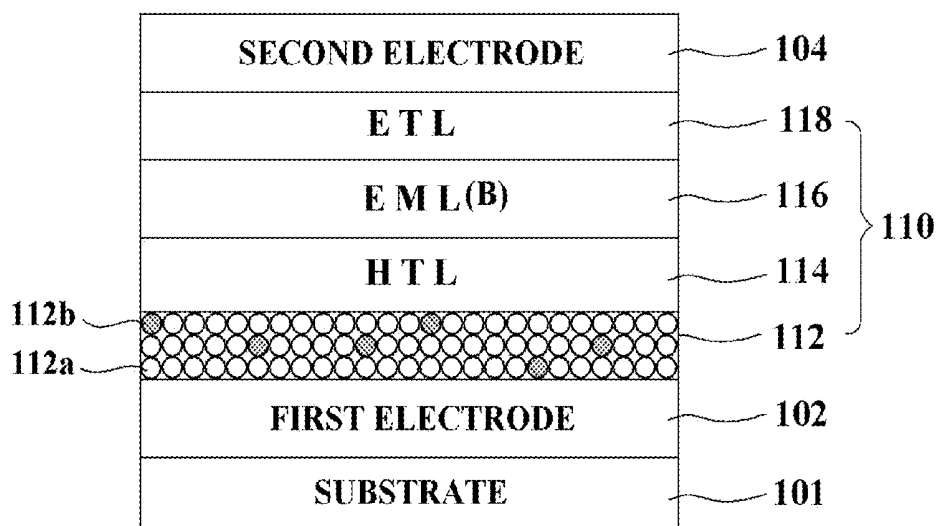 SECOND ELECTRODE 104
E T L 118
E M L (B) 116
110
H T L 114
112b
112
112a
FIRST ELECTRODE 102
SUBSTRATE 101